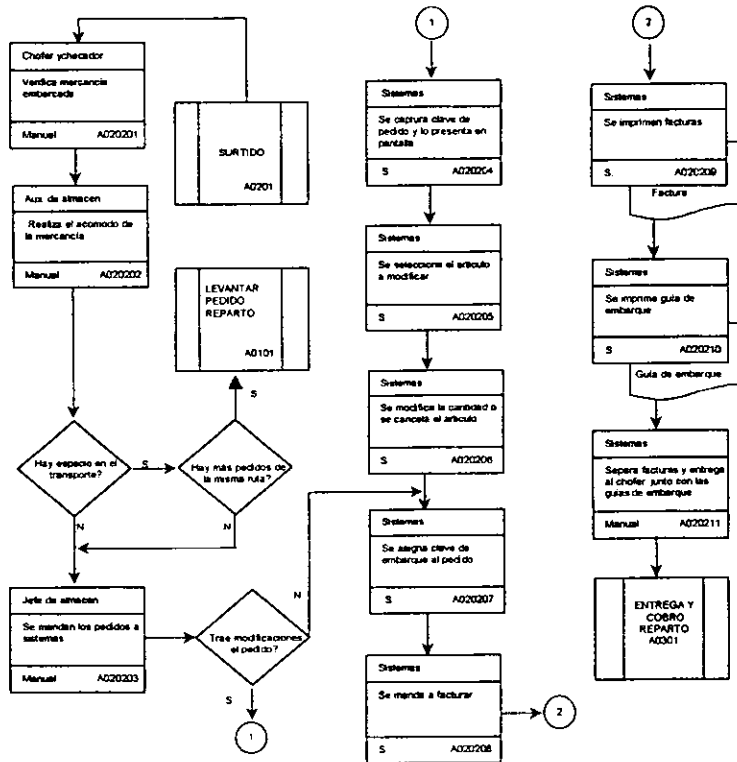 Chofer ychecador
Verifica mercancia
embarcada
Manual A020201
SURTIDO
A0201
Aux. de almacen
Realiza el acomodo de
la mercancía
Manual A020202
LEVANTAR
PEDIDO
REPARTO
A0101
S
Hay espacio en el
transporte?
S
Hay más pedidos de
la misma ruta?
N
N
Jefe de almacen
Se mandan los pedidos a
sistemas
Manual A020203
Trae modificaciones
el pedido?
N
S
1
1
Sistemas
Se captura clave de
pedido y lo presenta en
pantalla
S A020204
Sistemas
Se selecciona el articulo
a modificar
S A020205
Sistemas
Se modifica la cantidad o
se cancela el articulo
S A020206
Sistemas
Se asigna clave de
embarque al pedido
S A020207
Sistemas
Se manda a facturar
S A020208
2
2
Sistemas
Se imprimen facturas
S. A020209
Factura
Sistemas
Se imprime guia de
embarque
S A020210
Guia de embarque
Sistemas
Separa facturas y entrega
al chofer junto con las
guias de embarque
Manual A020211
ENTREGA Y
COBRO
REPARTO
A0301